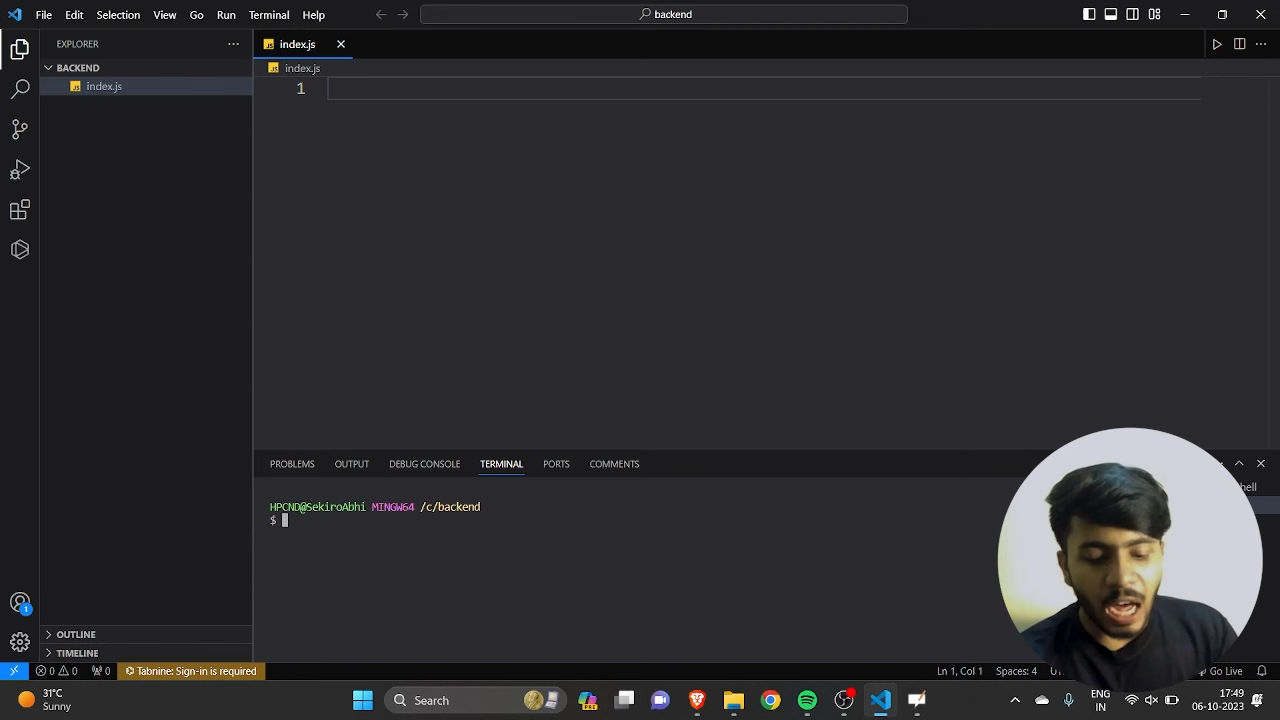 File Edit Selection View Go Run Terminal Help
backend
EXPLORER
index.js
BACKEND
index.js
index.js
1
PROBLEMS OUTPUT DEBUG CONSOLE TERMINAL PORTS COMMENTS
HPCND@SekiroAbhi MINGW64 /c/backend
$
OUTLINE
TIMELINE
1
0 0 0 Tabnine: Sign-in is required
Ln 1, Col 1 Spaces: 4 Go Live
31°C
Sunny
Search
PRE
ENG
IN
17:49
06-10-2023